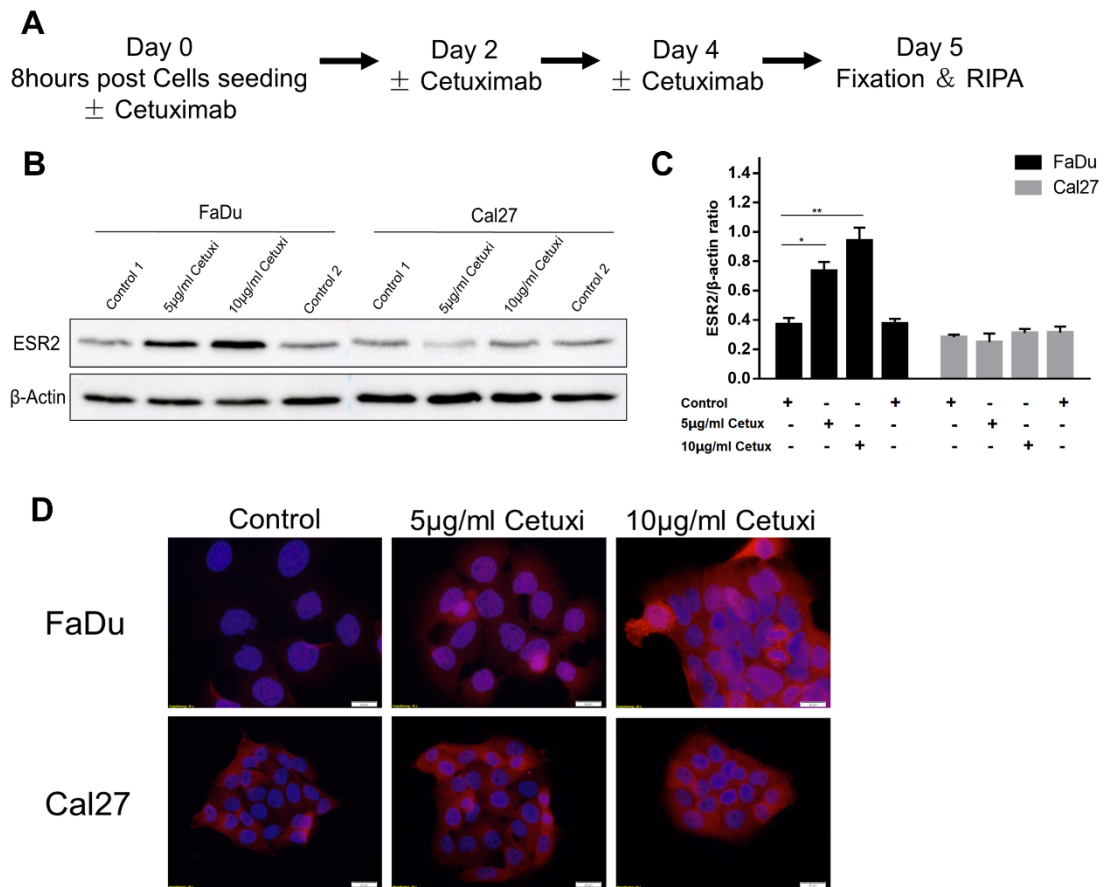 A
Day 0
8hours post Cells seeding
± Cetuximab
Day 2
± Cetuximab
Day 4
± Cetuximab
Day 5
Fixation & RIPA
B
FaDu
Cal27
Control 1
5μg/ml Cetuxi
10μg/ml Cetuxi
Control 2
Control 1
5μg/ml Cetuxi
10μg/ml Cetuxi
Control 2
ESR2
β-Actin
C
FaDu
Cal27
ESR2/β-actin ratio
1.4
1.2
1.0
0.8
0.6
0.4
0.2
0.0
*
**
Control + - - + + - - +
5μg/ml Cetux - + - - - + - -
10μg/ml Cetux - - + - - - + -
D
Control
5μg/ml Cetuxi
10μg/ml Cetuxi
FaDu
Cal27